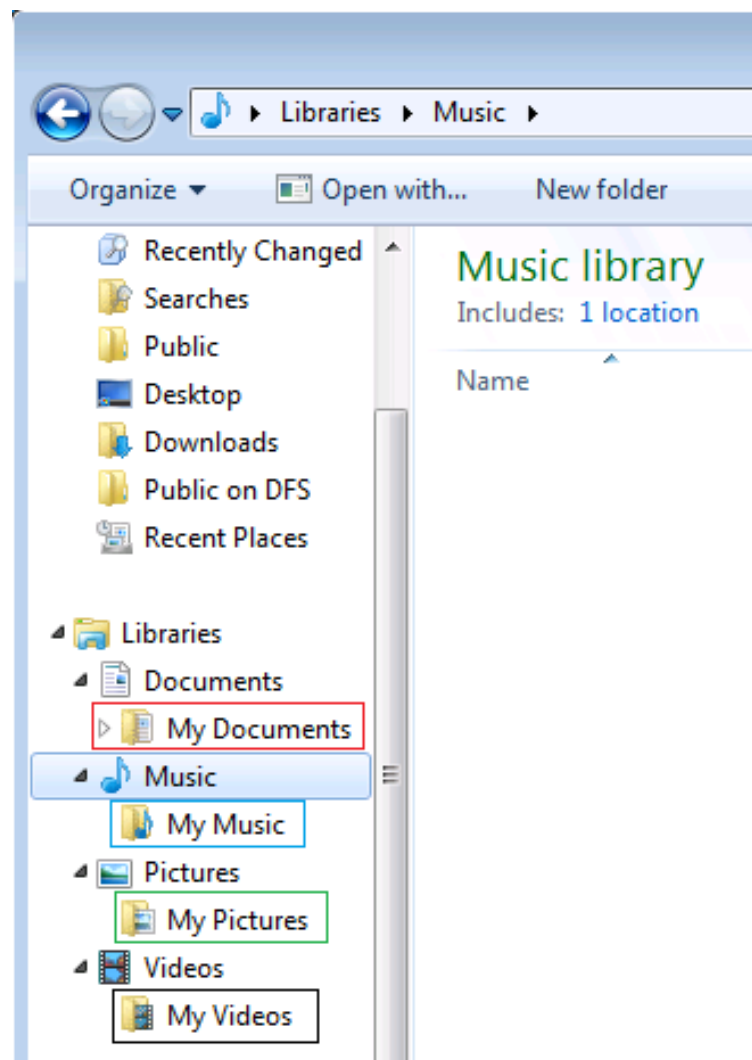 Libraries Music
Organize Open with... New folder
Recently Changed
Searches
Public
Desktop
Downloads
Public on DFS
Recent Places
Libraries
Documents
My Documents
Music
My Music
Pictures
My Pictures
Videos
My Videos
Music library
Includes: 1 location
Name